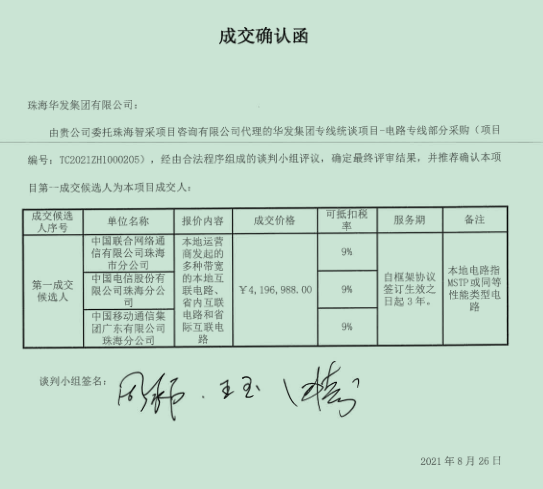 成交确认函
珠海华发集团有限公司：
由贵公司委托珠海智采项目咨询有限公司代理的华发集团专线统谈项目-电路专线部分采购（项
目编号：TC2021ZH1000205），经由合法程序组成的谈判小组评议，确定最终评审结果，并推荐确认本项
目第一成交候选人为本项目成交人：
成交候选
人序号
单位名称
报价内容
成交价格
可抵扣税
率
服务期
备注
第一成交
候选人
中国联合网络通
信有限公司珠海
市分公司
中国电信股份有
限公司珠海分公
司
中国移动通信集
团广东有限公司
珠海分公司
本地运营
商发起的
多种带宽
的本地互
联电路、
省内互联
电路和省
际互联电
路
￥4,196,988.00
9%
9%
9%
自框架协议
签订生效之
日起 3 年。
本地电路指
MSTP 或同等
性能类型电
路
谈判小组签名：
2021 年 8 月 26 日